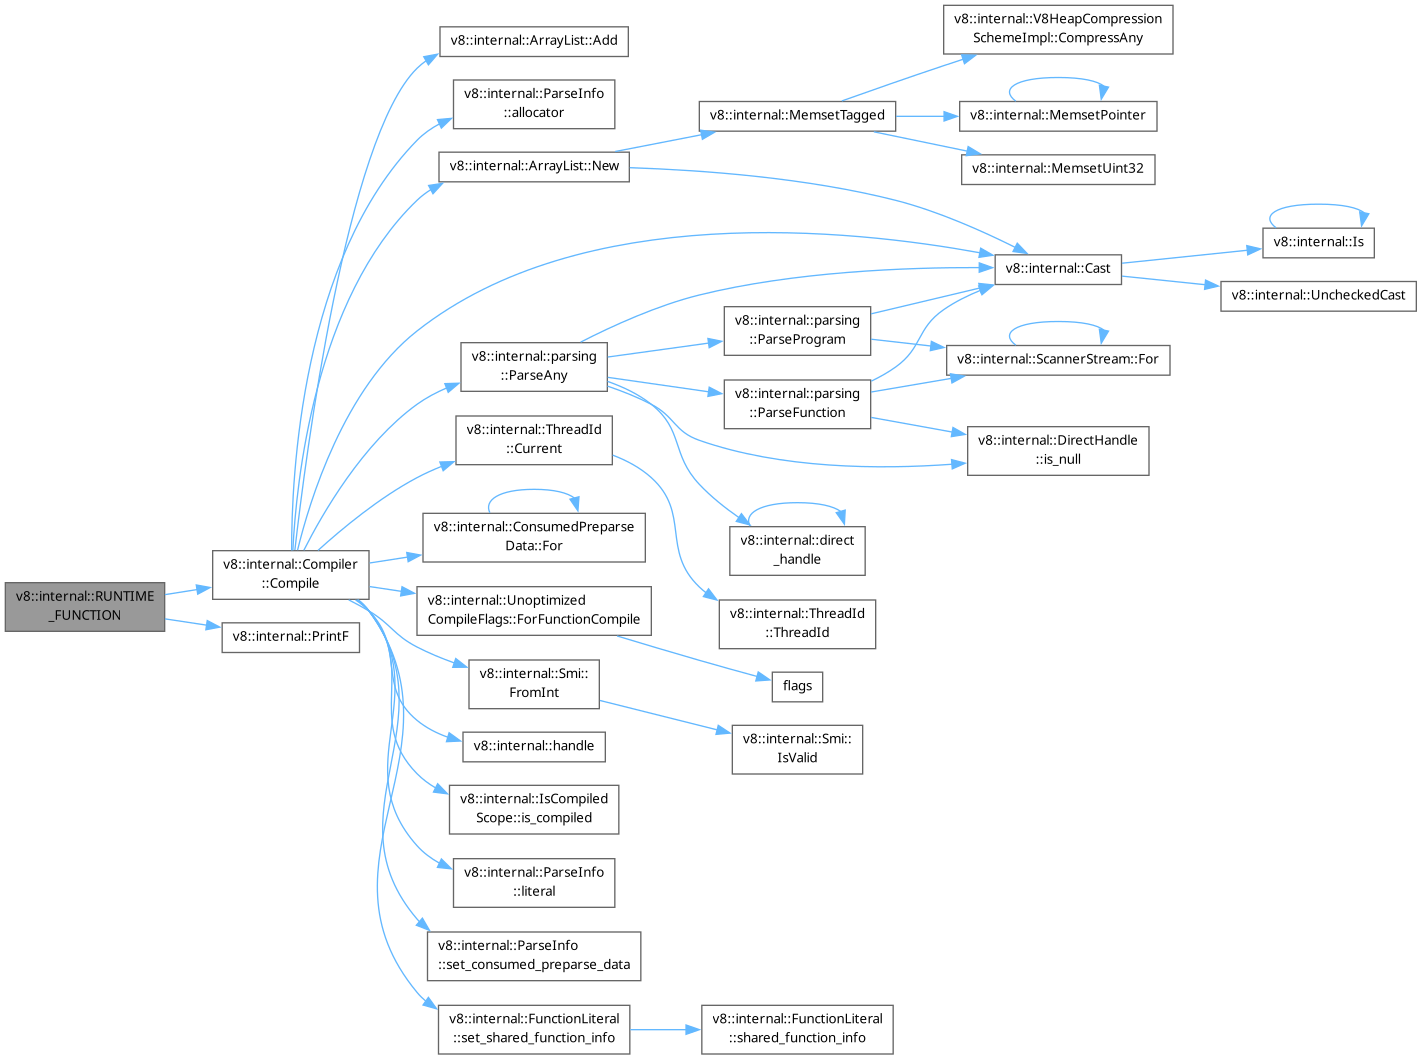 v8::internal::RUNTIME
_FUNCTION
v8::internal::Compiler
::Compile
v8::internal::PrintF
v8::internal::ArrayList::Add
v8::internal::ParseInfo
::allocator
v8::internal::ArrayList::New
v8::internal::parsing
::ParseAny
v8::internal::ThreadId
::Current
v8::internal::ConsumedPreparse
Data::For
v8::internal::Unoptimized
CompileFlags::ForFunctionCompile
v8::internal::Smi::
FromInt
v8::internal::handle
v8::internal::IsCompiled
Scope::is_compiled
v8::internal::ParseInfo
::literal
v8::internal::ParseInfo
::set_consumed_preparse_data
v8::internal::FunctionLiteral
::set_shared_function_info
v8::internal::MemsetTagged
v8::internal::parsing
::ParseProgram
v8::internal::parsing
::ParseFunction
v8::internal::direct
_handle
v8::internal::ThreadId
::ThreadId
flags
v8::internal::Smi::
IsValid
v8::internal::FunctionLiteral
::shared_function_info
v8::internal::V8HeapCompression
SchemeImpl::CompressAny
v8::internal::MemsetPointer
v8::internal::MemsetUint32
v8::internal::Cast
v8::internal::ScannerStream::For
v8::internal::DirectHandle
::is_null
v8::internal::Is
v8::internal::UncheckedCast